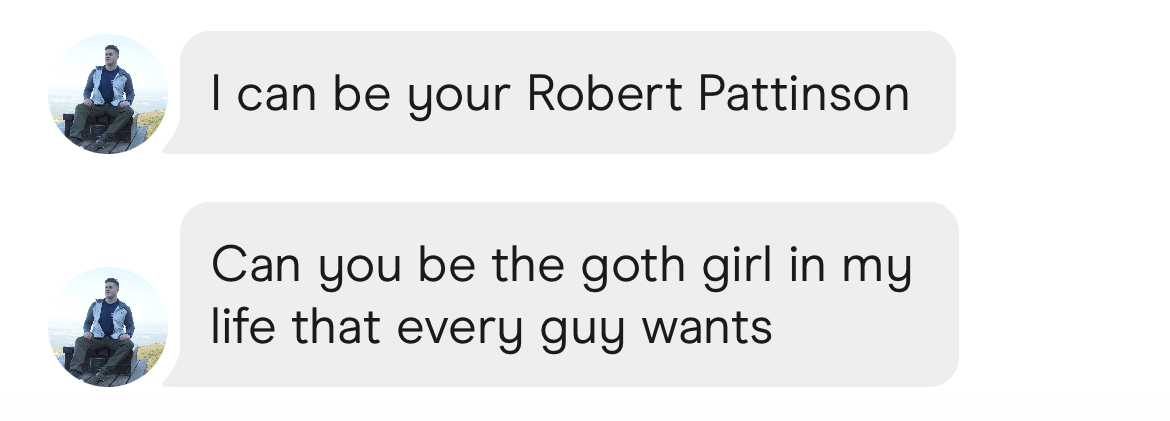 I can be your Robert Pattinson
Can you be the goth girl in my
life that every guy wants